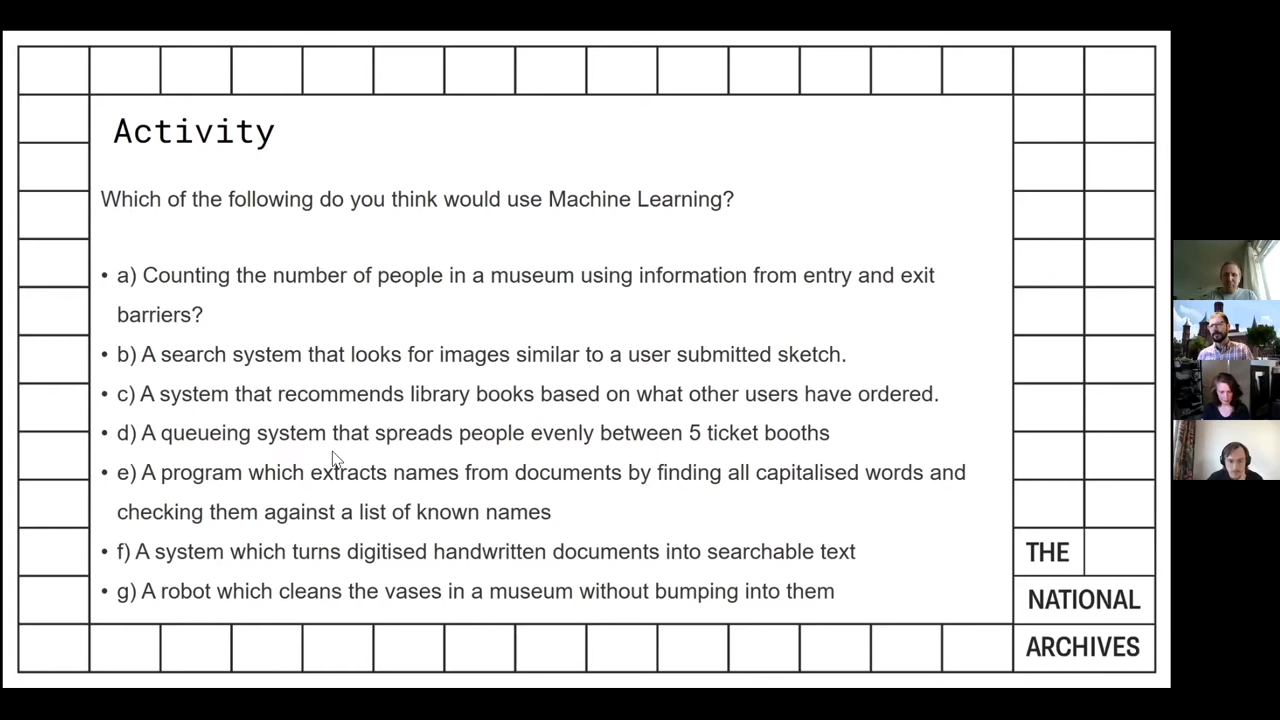 Activity
Which of the following do you think would use Machine Learning?
• a) Counting the number of people in a museum using information from entry and exit
barriers?
• b) A search system that looks for images similar to a user submitted sketch.
• c) A system that recommends library books based on what other users have ordered.
• d) A queueing system that spreads people evenly between 5 ticket booths
• e) A program which extracts names from documents by finding all capitalised words and
checking them against a list of known names
• f) A system which turns digitised handwritten documents into searchable text
• g) A robot which cleans the vases in a museum without bumping into them
THE
NATIONAL
ARCHIVES